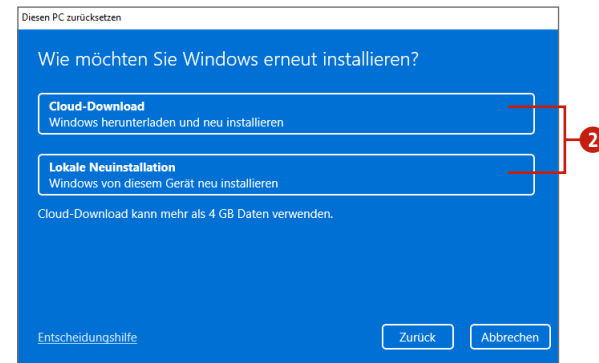 Diesen PC zurücksetzen
Wie möchten Sie Windows erneut installieren?
Cloud-Download
Windows herunterladen und neu installieren
2
Lokale Neuinstallation
Windows von diesem Gerät neu installieren
Cloud-Download kann mehr als 4 GB Daten verwenden.
Entscheidungshilfe
Zurück
Abbrechen